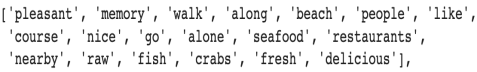 ['pleasant', 'memory', 'walk', 'along', 'beach', 'people', 'like',
'course', 'nice', 'go', 'alone', 'seafood', 'restaurants',
'nearby', 'raw', 'fish', 'crabs', 'fresh', 'delicious'],